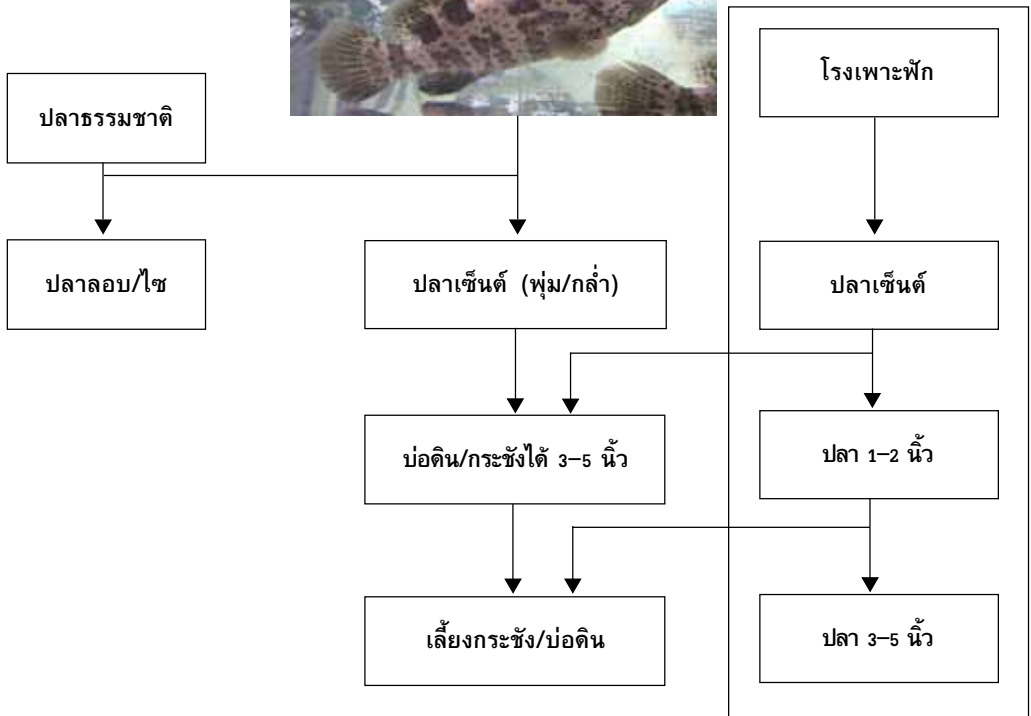 โรงเพาะฟัก
ปลาธรรมชาติ
ปลาลอบ/ไซ
ปลาเซ็นต์ (พุ่ม/กล่ำ)
ปลาเซ็นต์
บ่อดิน/กระชังได้ 3–5 นิ้ว
ปลา 1–2 นิ้ว
เลี้ยงกระชัง/บ่อดิน
ปลา 3–5 นิ้ว